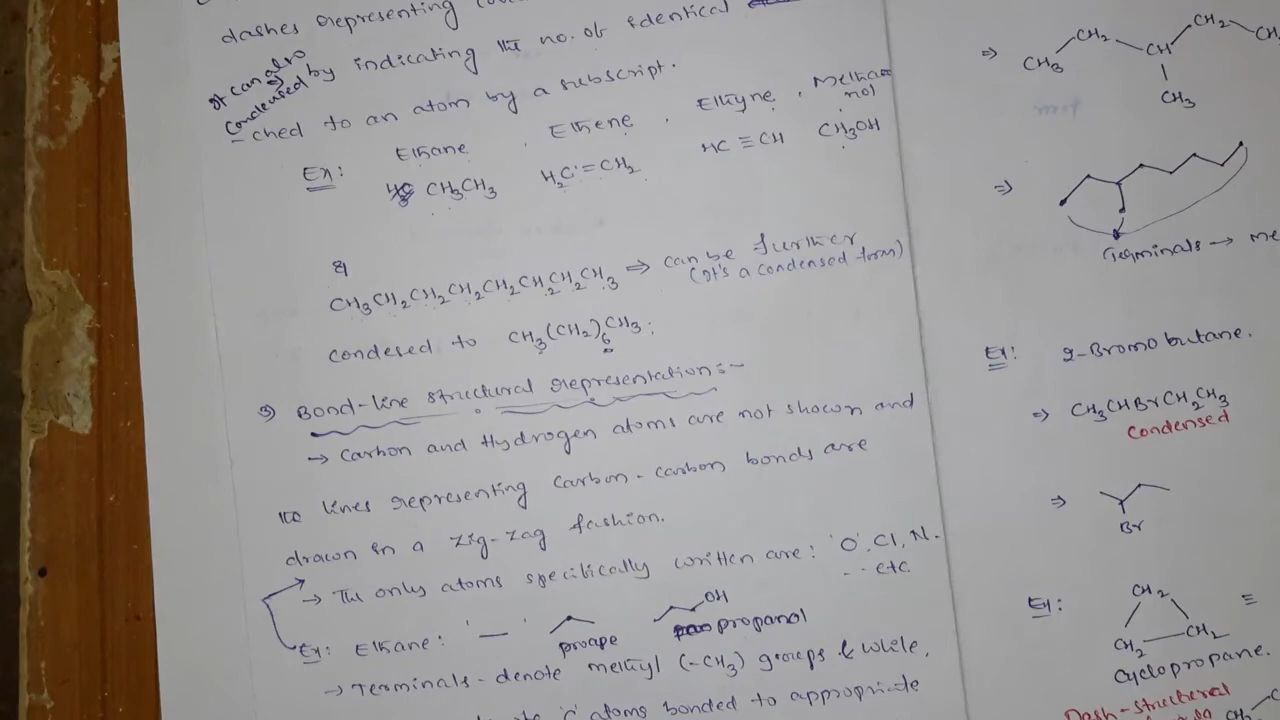 dashes representing
It can also
condensed by indicating the no. of identical
-ched to an atom by a subscript.
Ex: Ethane, Ethene, Ethyne, Metha
nol
CH3CH3 H2C=CH2 HC≡CH CH3OH
CH3CH2CH2CH2CH2CH2CH2CH3 ⇒ can be further
(It's a condensed form)
condesed to CH3(CH2)6CH3:
3) Bond-line structural representation:-
→ Carbon and Hydrogen atoms are not shown and
the lines representing carbon-carbon bonds are
drawn in a zig-zag fashion.
→ The only atoms specifically written are: 'O', Cl, N.
-.. etc
OH
Ex: Ethane: proape propanol
→ Terminals - denote methyl (-CH3) groups & while,
'c' atoms bonded to appropriate
⇒ CH3 CH2 CH CH2
CH3
⇒
Terminals → Me
Ex: 2-Bromobutane.
⇒ CH3CHBrCH2CH3
Condensed
⇒
Br
Ex: CH2 ≡
CH2 CH2
Cyclopropane.
Dash-structural